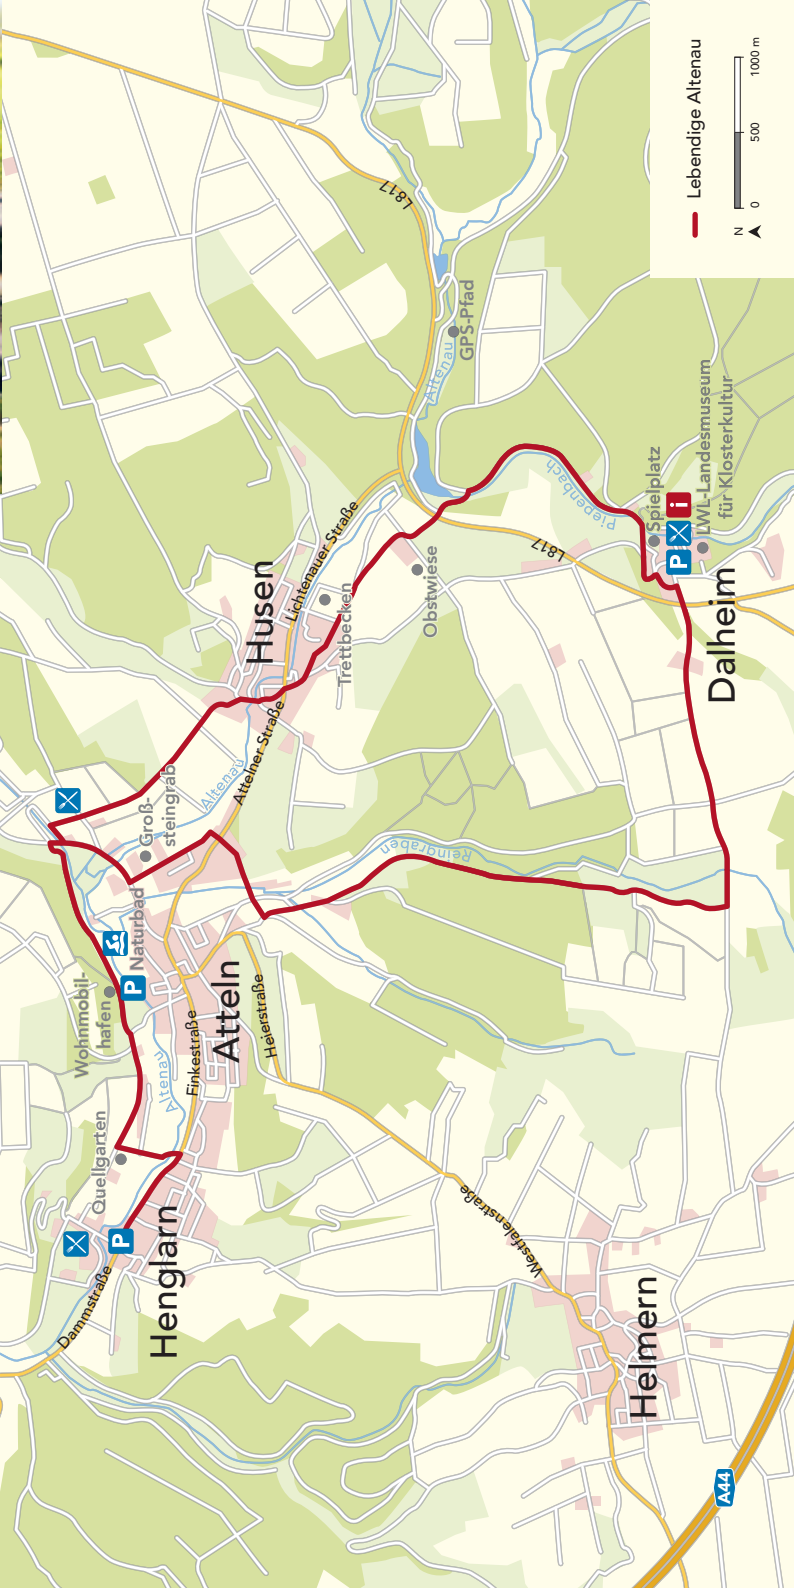 Lebendige Altenau
N
0
500
1000 m
L817
GPS-Pfad
Altenau
Piepenbach
Spielplatz
LWL-Landesmuseum
für Klosterkultur
P
i
L817
Dalheim
Husen
Lichtenauer Straße
Trettbecken
Obstwiese
Attelner Straße
Altenau
Groß-
steingrab
Reingraben
Naturbad
Wohnmobil-
hafen
P
Atteln
Finkestraße
Heierstraße
Altenau
Quellgarten
P
Henglarn
Dammstraße
Westfalenstraße
Helmern
A44